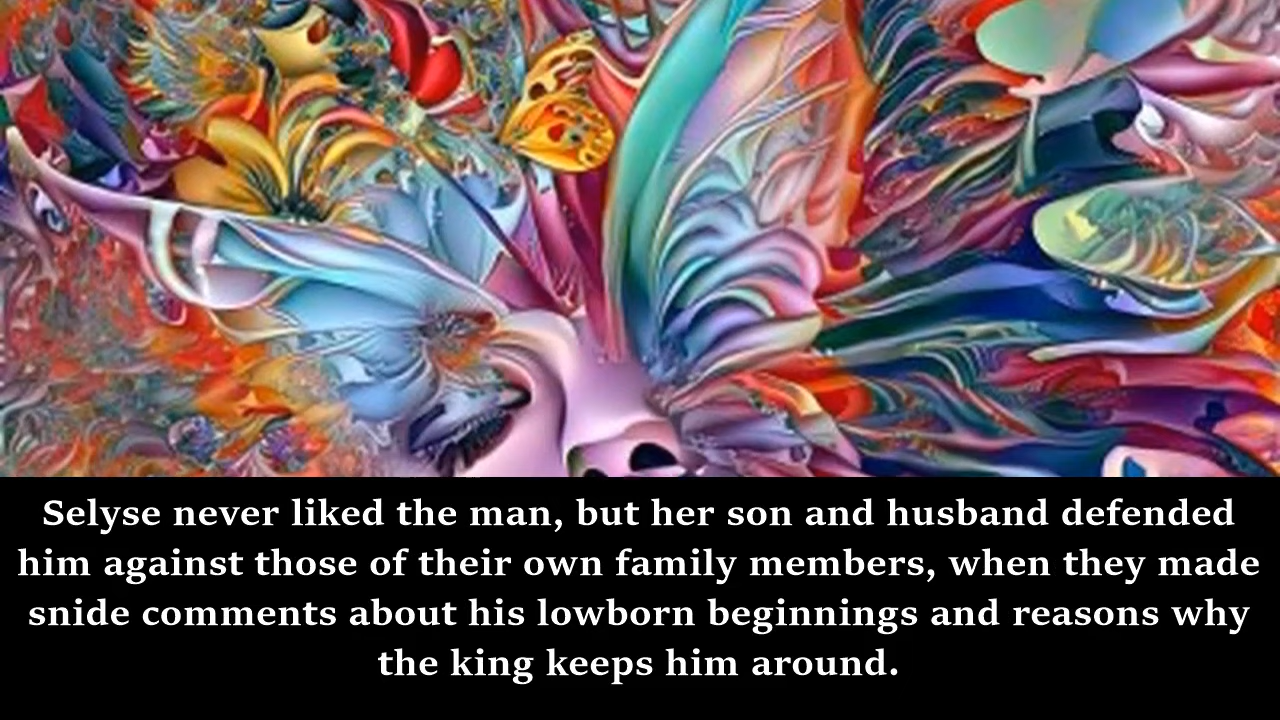 Selyse never liked the man, but her son and husband defended
him against those of their own family members, when they made
snide comments about his lowborn beginnings and reasons why
the king keeps him around.